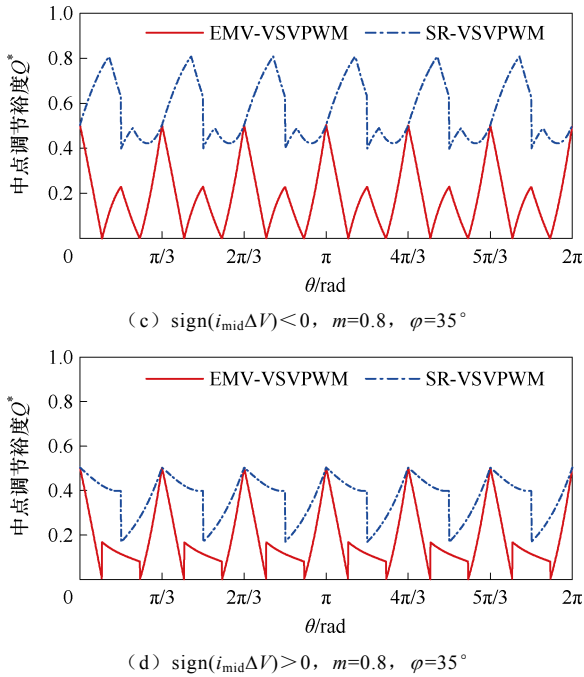 1.0
EMV-VSVPWM
SR-VSVPWM
0.8
0.6
0.4
0.2
中点调节裕度Q*
0
π/3
2π/3
π
4π/3
5π/3
2π
θ/rad
（c）sign(imidΔV)＜0，m=0.8，φ=35°
1.0
EMV-VSVPWM
SR-VSVPWM
0.8
0.6
0.4
0.2
中点调节裕度Q*
0
π/3
2π/3
π
4π/3
5π/3
2π
θ/rad
（d）sign(imidΔV)＞0，m=0.8，φ=35°